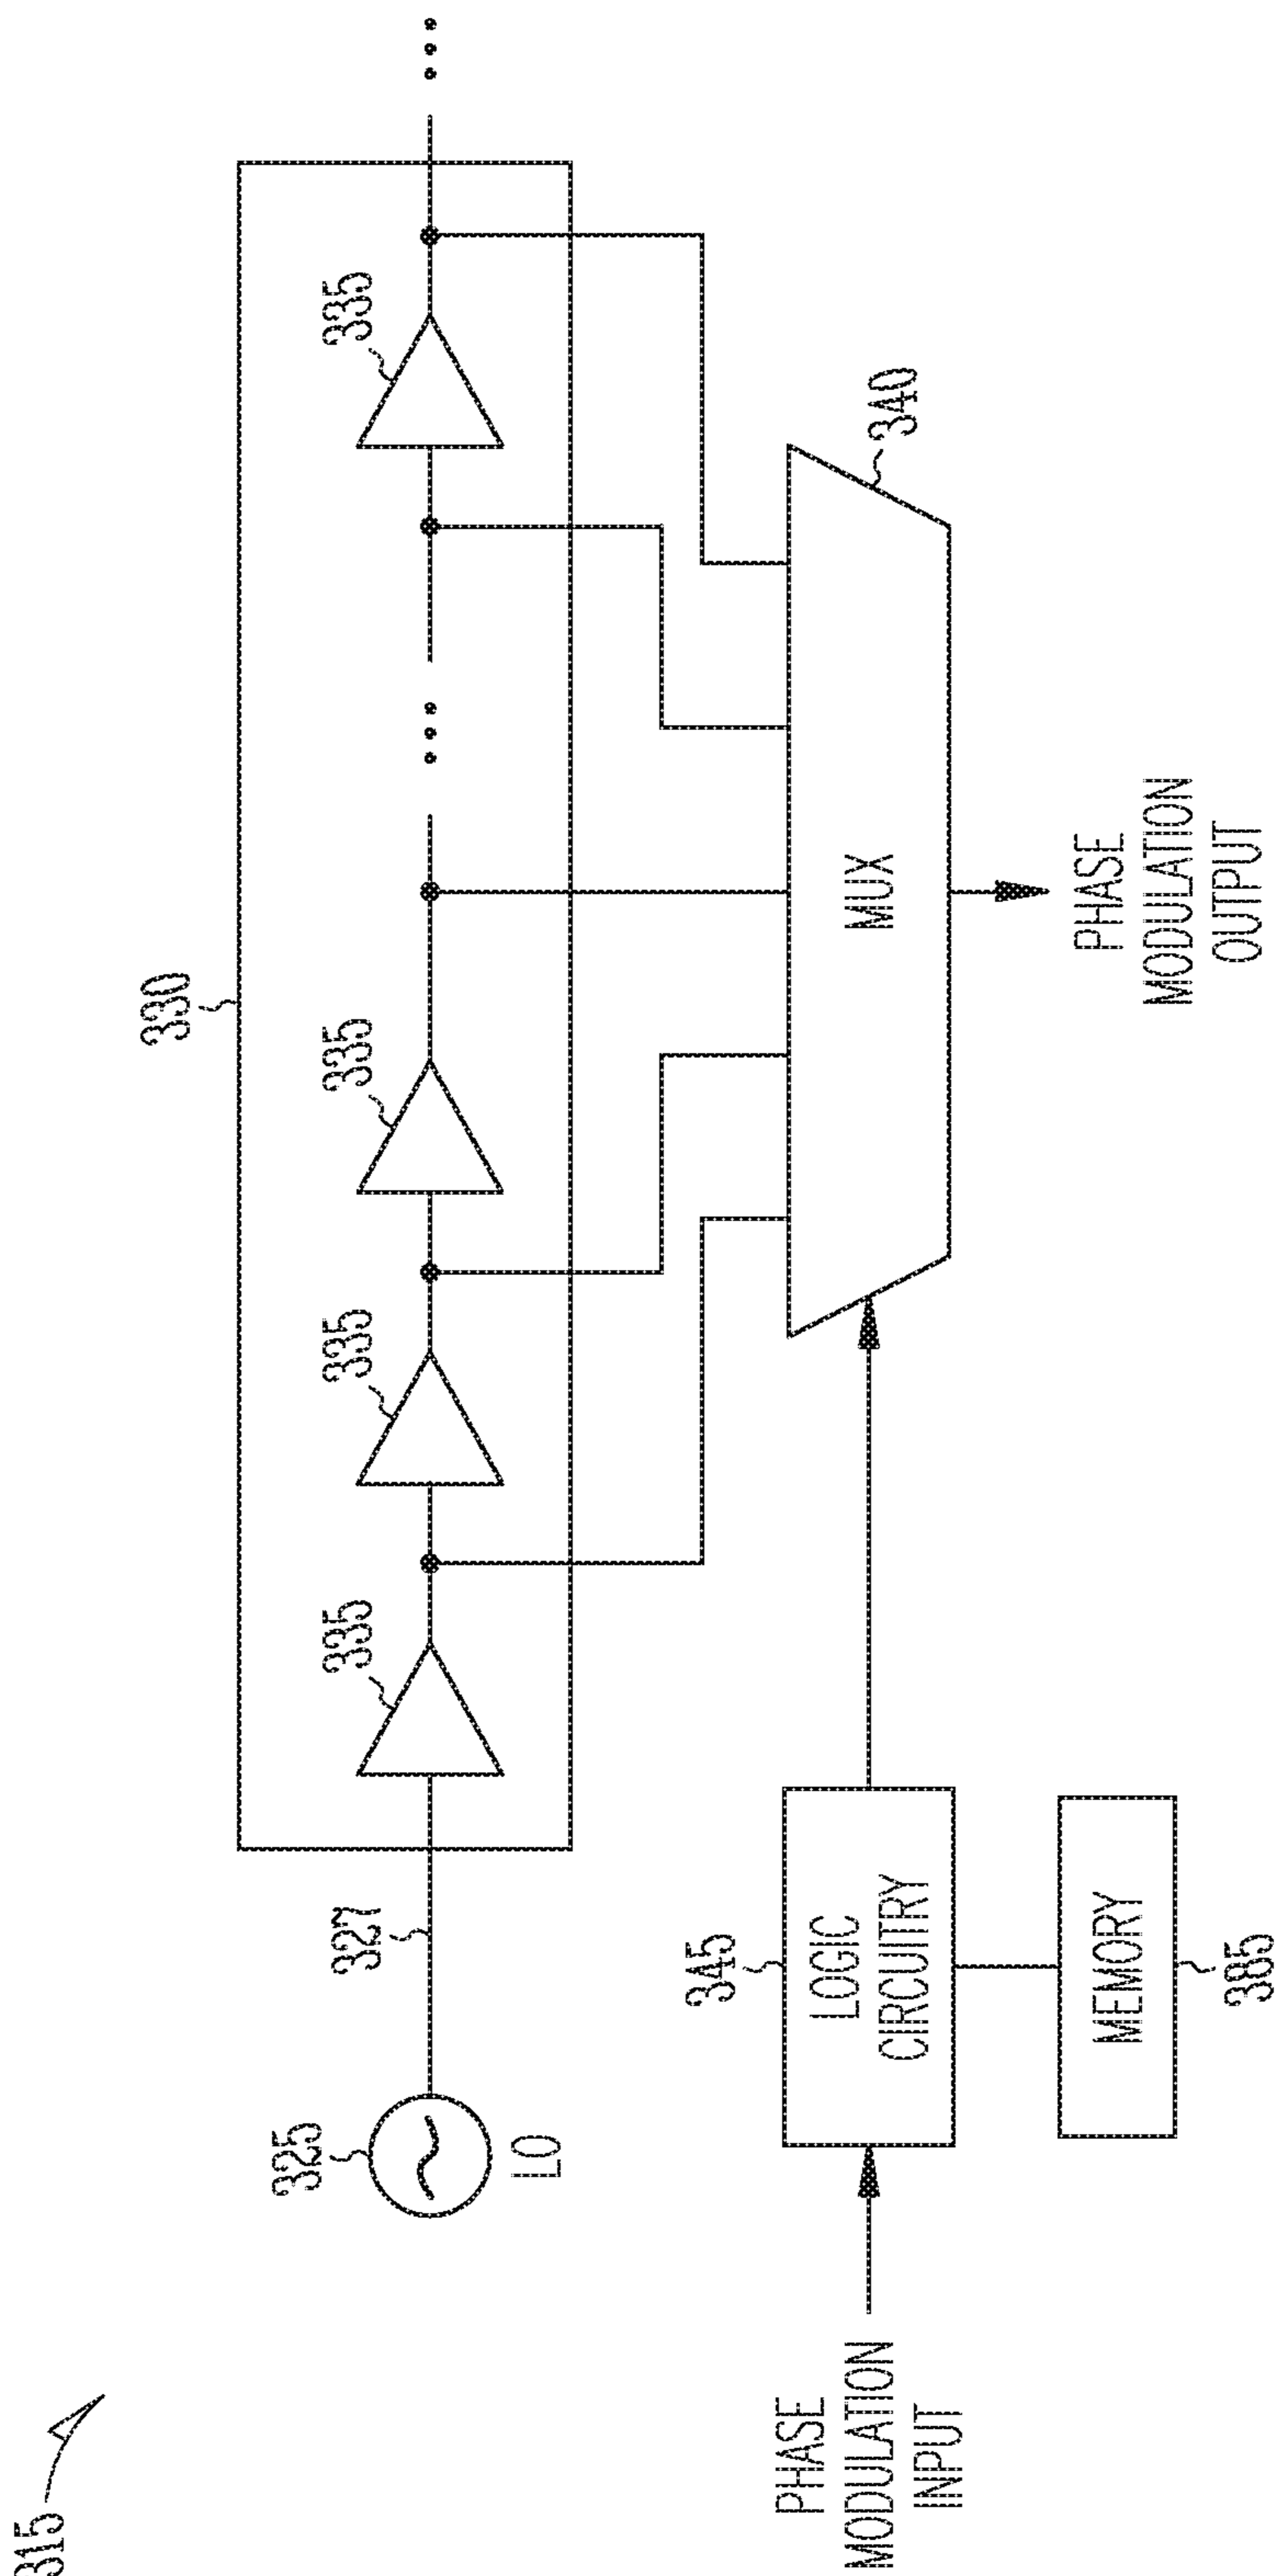 315
330
335
335
335
335
325
LO
327
340
MUX
345
LOGIC
CIRCUITRY
MEMORY
385
PHASE
MODULATION
INPUT
PHASE
MODULATION
OUTPUT